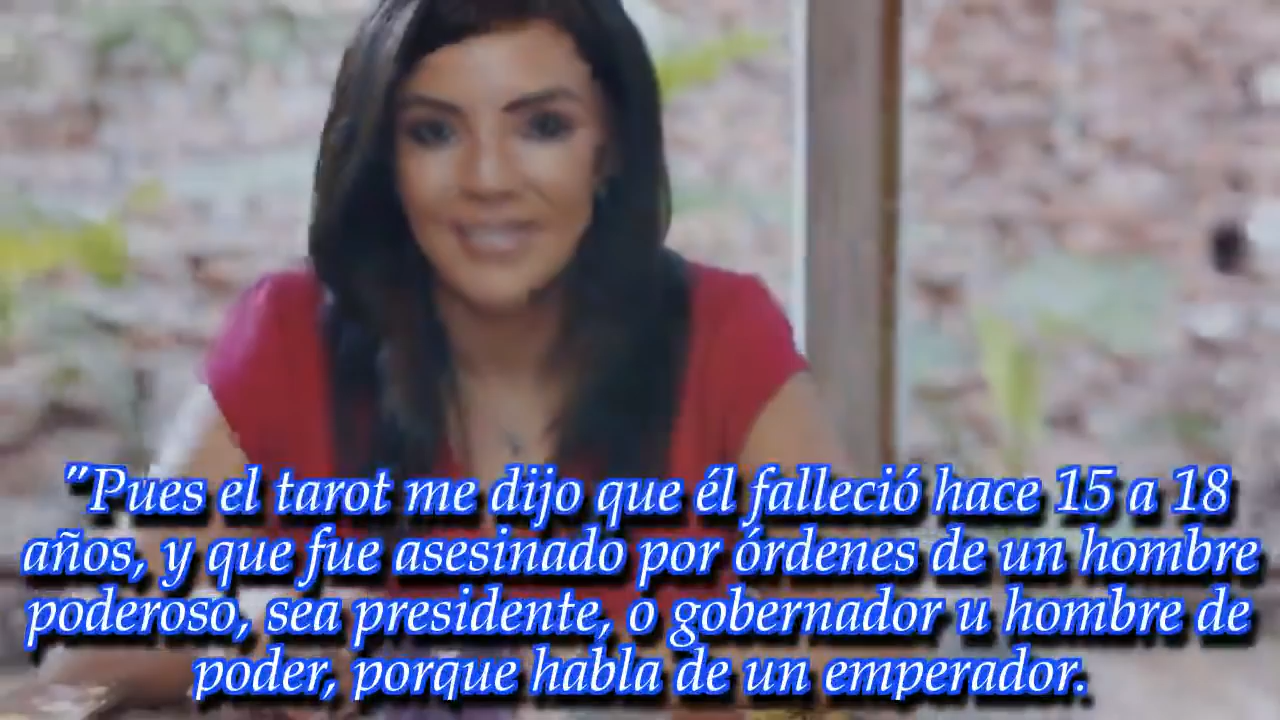 "Pues el tarot me dijo que él falleció hace 15 a 18
años, y que fue asesinado por órdenes de un hombre
poderoso, sea presidente, o gobernador u hombre de
poder, porque habla de un emperador.